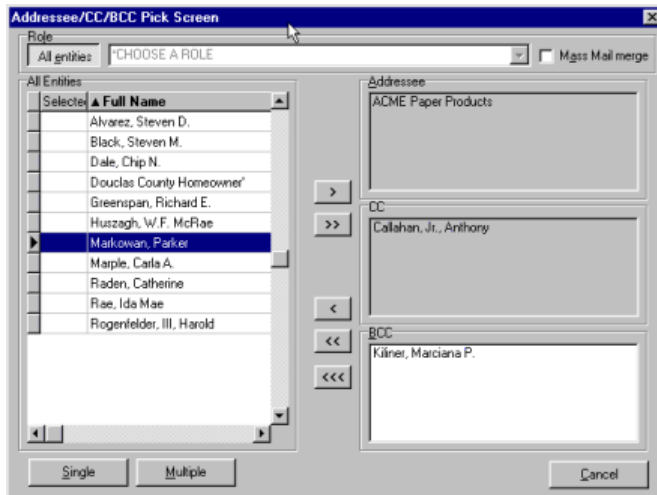 Addressee/CC/BCC Pick Screen
Role
All entities
*CHOOSE A ROLE
Mass Mail merge
All Entities
Selected
▲ Full Name
Alvarez, Steven D.
Black, Steven M.
Dale, Chip N.
Douclas County Homeowner'
Greenspan, Richard E.
Huszagh, W.F. McRae
Markowan, Parker
Marple, Carla A.
Raden, Catherine
Rae, Ida Mae
Rogenfelder, III, Harold
>
>>
<
<<
<<<
Addressee
ACME Paper Products
CC
Callahan, Jr., Anthony
BCC
Kiliner, Marciana P.
Single
Multiple
Cancel